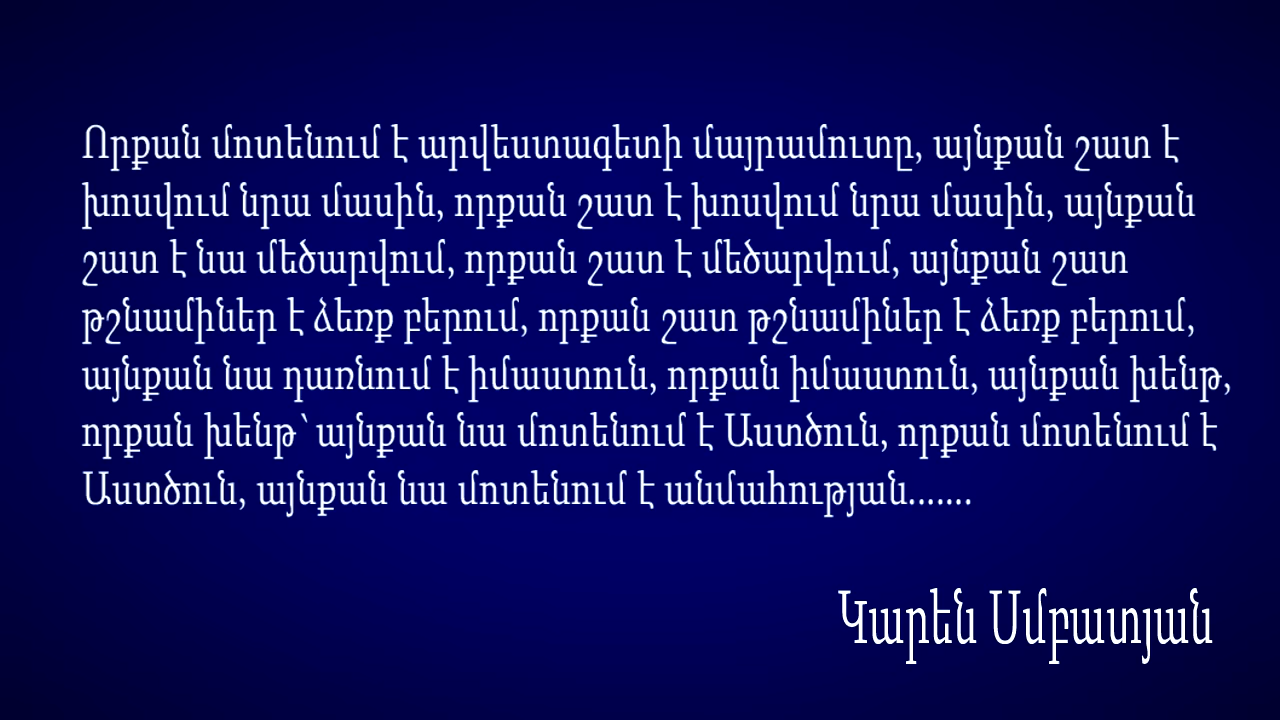 Որքան մոտենում է արվեստագետի մայրամուտը, այնքան շատ է
խոսվում նրա մասին, որքան շատ է խոսվում նրա մասին, այնքան
շատ է նա մեծարվում, որքան շատ է մեծարվում, այնքան շատ
թշնամիներ է ձեռք բերում, որքան շատ թշնամիներ է ձեռք բերում,
այնքան նա դառնում է իմաստուն, որքան իմաստուն, այնքան խենթ,
որքան խենթ՝ այնքան նա մոտենում է Աստծուն, որքան մոտենում է
Աստծուն, այնքան նա մոտենում է անմահության.......
Կարեն Սմբատյան